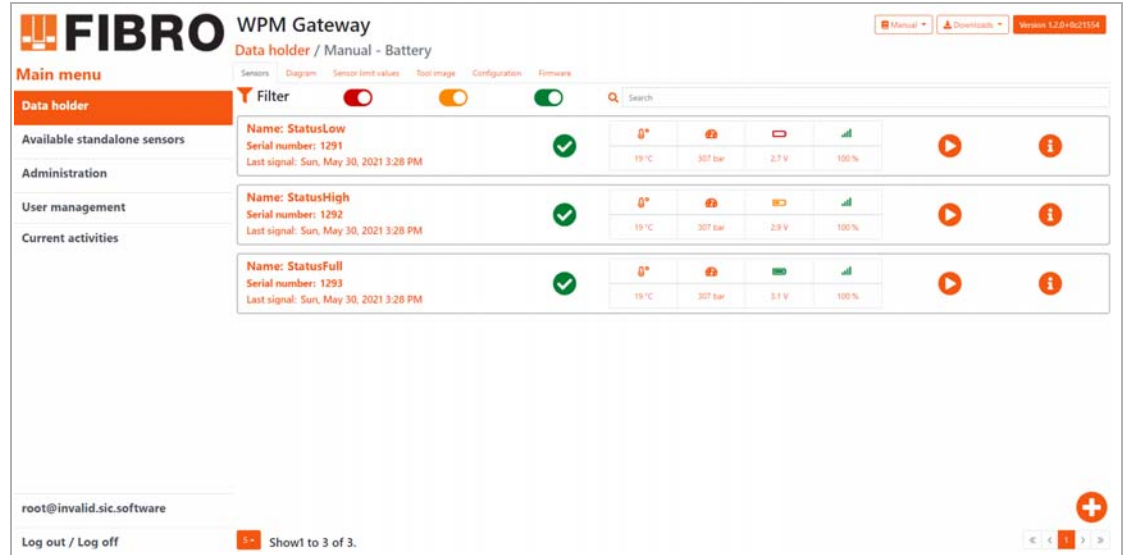 FIBRO
WPM Gateway
Manual
Downloads
Version 1.2.0+0c21554
Data holder / Manual - Battery
Main menu
Sensors
Diagram
Sensor limit values
Tool image
Configuration
Firmware
Filter
Search
Data holder
Available standalone sensors
Administration
User management
Current activities
Name: StatusLow
Serial number: 1291
Last signal: Sun, May 30, 2021 3:28 PM
19 °C
307 bar
2.7 V
100 %
Name: StatusHigh
Serial number: 1292
Last signal: Sun, May 30, 2021 3:28 PM
19 °C
307 bar
2.9 V
100 %
Name: StatusFull
Serial number: 1293
Last signal: Sun, May 30, 2021 3:28 PM
19 °C
307 bar
3.1 V
100 %
root@invalid.sic.software
Log out / Log off
5
Show1 to 3 of 3.
« ‹ 1 › »